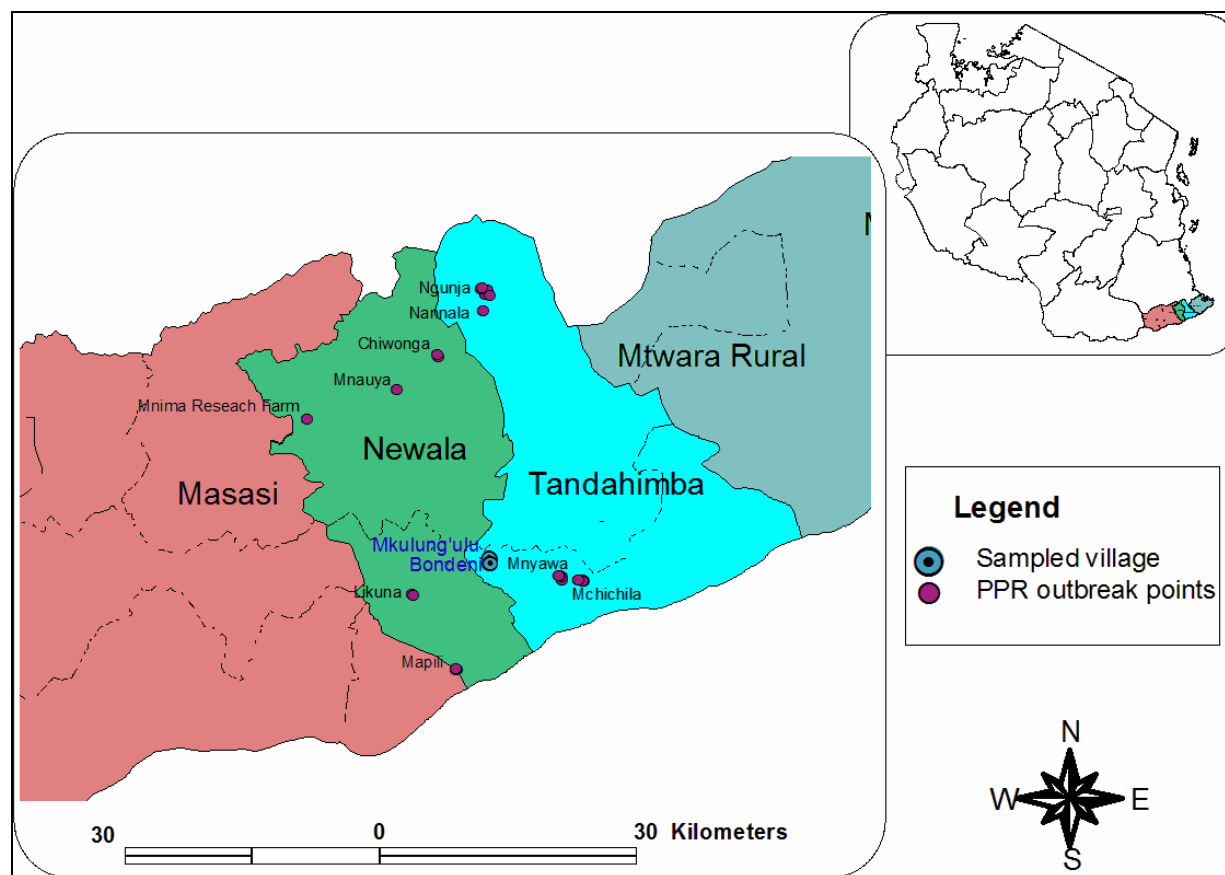 M
Ngunja
Nannala
Chiwonga
Mtwara Rural
Mnauya
Mnima Reseach Farm
Newala
Masasi
Tandahimba
Mkulung'ulu
Bondeni
Mnyawa
Mchichila
Likuna
Mapili
Legend
Sampled village
PPR outbreak points
30 0 30 Kilometers
N
W E
S